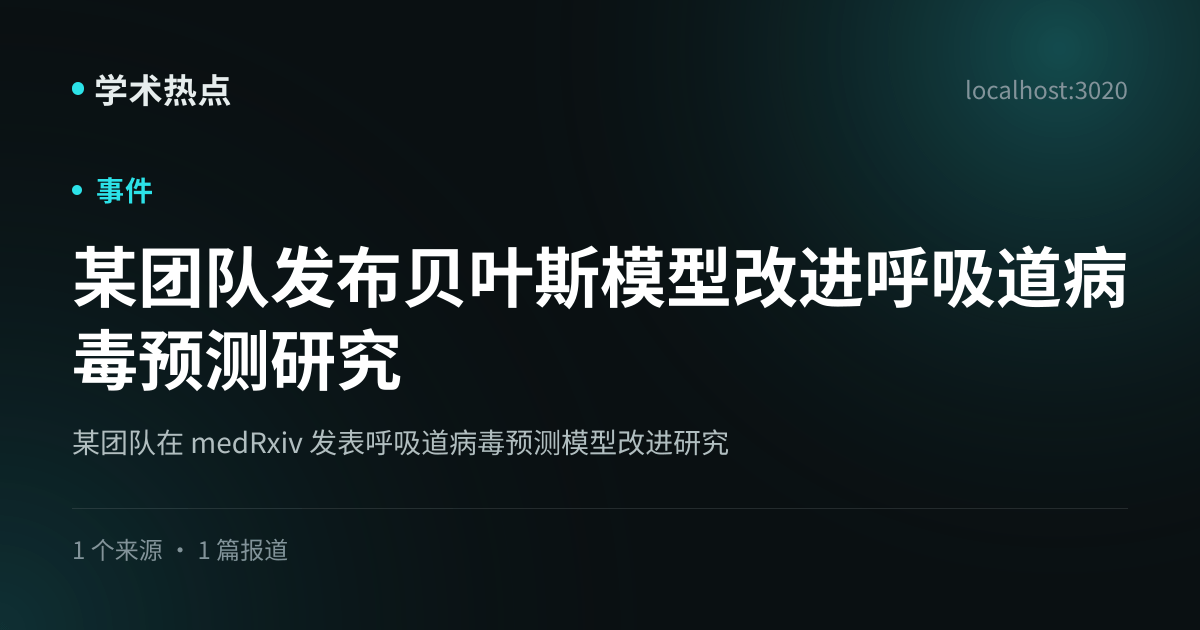 学术热点
localhost:3020
事件
某团队发布贝叶斯模型改进呼吸道病
毒预测研究
某团队在 medRxiv 发表呼吸道病毒预测模型改进研究
1 个来源 · 1 篇报道